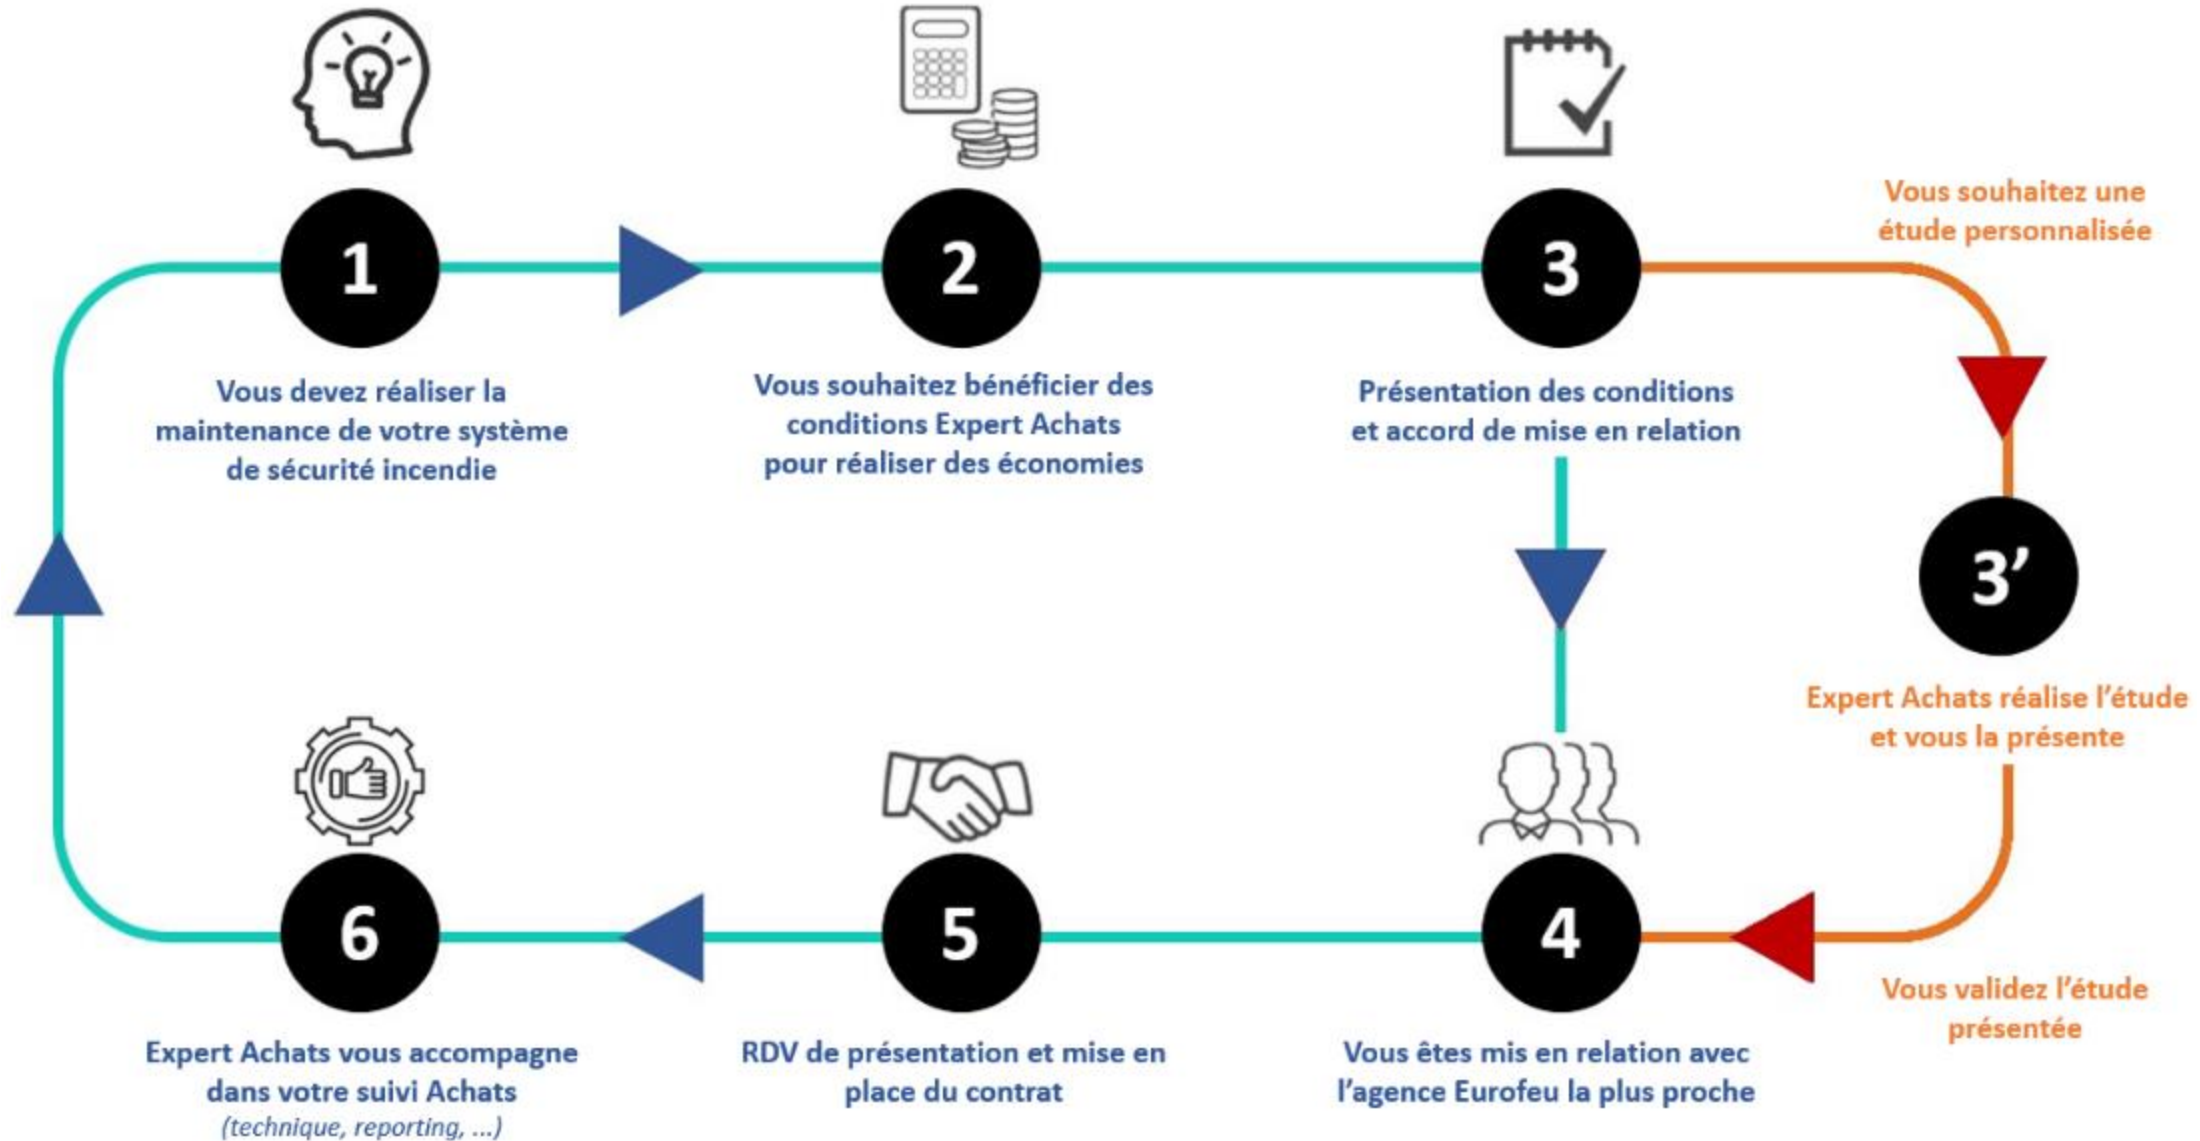 1
Vous devez réaliser la
maintenance de votre système
de sécurité incendie
2
Vous souhaitez bénéficier des
conditions Expert Achats
pour réaliser des économies
3
Présentation des conditions
et accord de mise en relation
Vous souhaitez une
étude personnalisée
3’
Expert Achats réalise l’étude
et vous la présente
Vous validez l’étude
présentée
4
Vous êtes mis en relation avec
l’agence Eurofeu la plus proche
5
RDV de présentation et mise en
place du contrat
6
Expert Achats vous accompagne
dans votre suivi Achats
(technique, reporting, ...)